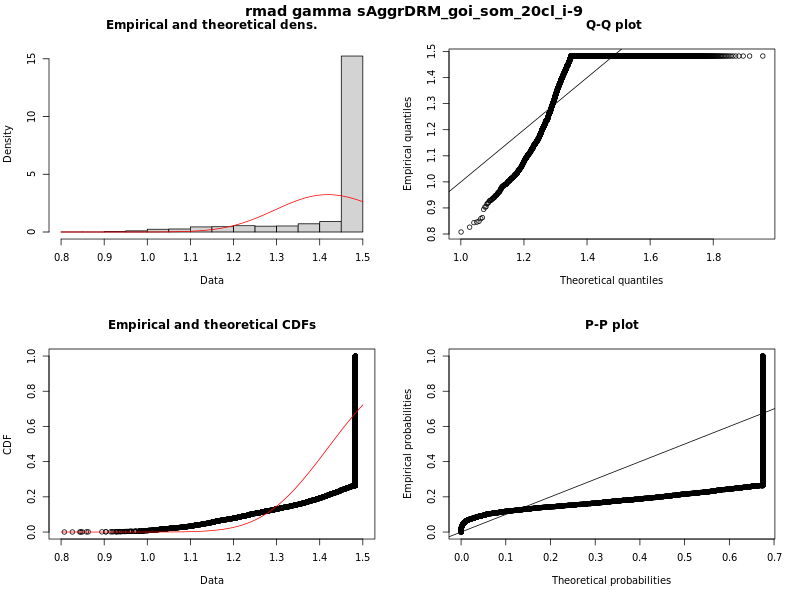 rmad gamma sAggrDRM_goi_som_20cl_i-9
Empirical and theoretical dens.
Density
0 5 10 15
0.8 0.9 1.0 1.1 1.2 1.3 1.4 1.5
Data
Q-Q plot
Empirical quantiles
0.8 0.9 1.0 1.1 1.2 1.3 1.4 1.5
1.0 1.2 1.4 1.6 1.8
Theoretical quantiles
Empirical and theoretical CDFs
CDF
0.0 0.2 0.4 0.6 0.8 1.0
0.8 0.9 1.0 1.1 1.2 1.3 1.4 1.5
Data
P-P plot
Empirical probabilities
0.0 0.2 0.4 0.6 0.8 1.0
0.0 0.1 0.2 0.3 0.4 0.5 0.6 0.7
Theoretical probabilities